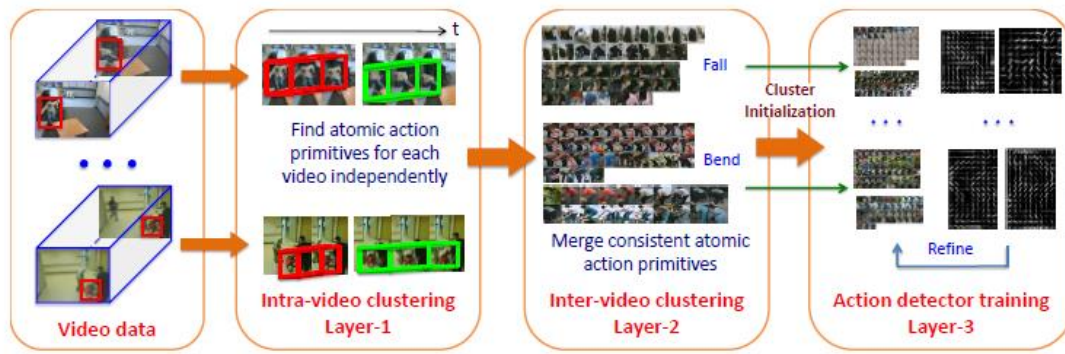 t
Find atomic action
primitives for each
video independently
Fall
Bend
Merge consistent atomic
action primitives
Cluster
Initialization
Refine
Video data
Intra-video clustering
Layer-1
Inter-video clustering
Layer-2
Action detector training
Layer-3